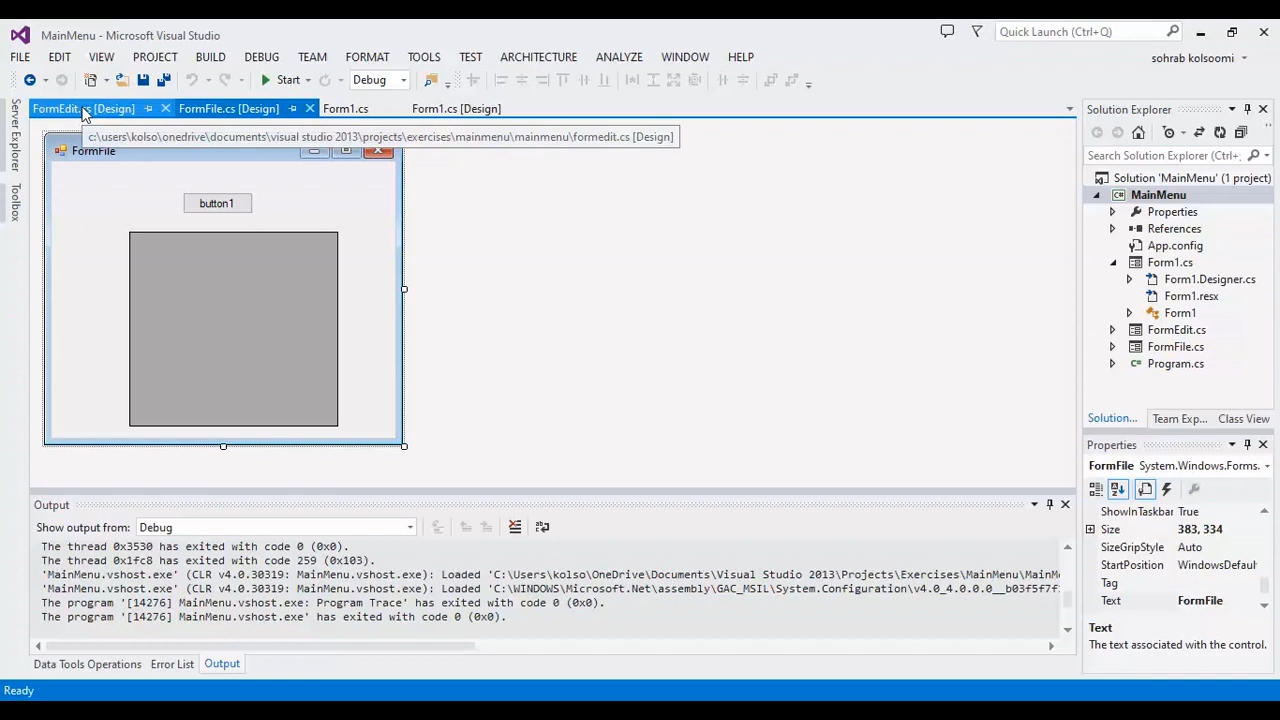 MainMenu - Microsoft Visual Studio
Quick Launch (Ctrl+Q)
FILE EDIT VIEW PROJECT BUILD DEBUG TEAM FORMAT TOOLS TEST ARCHITECTURE ANALYZE WINDOW HELP
sohrab kolsoomi
Start Debug
Server Explorer
Toolbox
FormEdit.cs [Design] FormFile.cs [Design] Form1.cs Form1.cs [Design]
c:\users\kolso\onedrive\documents\visual studio 2013\projects\exercises\mainmenu\mainmenu\formedit.cs [Design]
FormFile
button1
Solution Explorer
Search Solution Explorer (Ctrl+;
Solution 'MainMenu' (1 project)
MainMenu
Properties
References
App.config
Form1.cs
Form1.Designer.cs
Form1.resx
Form1
FormEdit.cs
FormFile.cs
Program.cs
Solution... Team Exp... Class View
Properties
FormFile System.Windows.Forms.
ShowInTaskbar True
Size 383, 334
SizeGripStyle Auto
StartPosition WindowsDefaul
Tag
Text FormFile
Text
The text associated with the control.
Output
Show output from: Debug
The thread 0x3530 has exited with code 0 (0x0).
The thread 0x1fc8 has exited with code 259 (0x103).
'MainMenu.vshost.exe' (CLR v4.0.30319: MainMenu.vshost.exe): Loaded 'C:\Users\kolso\OneDrive\Documents\Visual Studio 2013\Projects\Exercises\MainMenu\MainMe
'MainMenu.vshost.exe' (CLR v4.0.30319: MainMenu.vshost.exe): Loaded 'C:\WINDOWS\Microsoft.Net\assembly\GAC_MSIL\System.Configuration\v4.0_4.0.0.0__b03f5f7f1
The program '[14276] MainMenu.vshost.exe: Program Trace' has exited with code 0 (0x0).
The program '[14276] MainMenu.vshost.exe' has exited with code 0 (0x0).
Data Tools Operations Error List Output
Ready